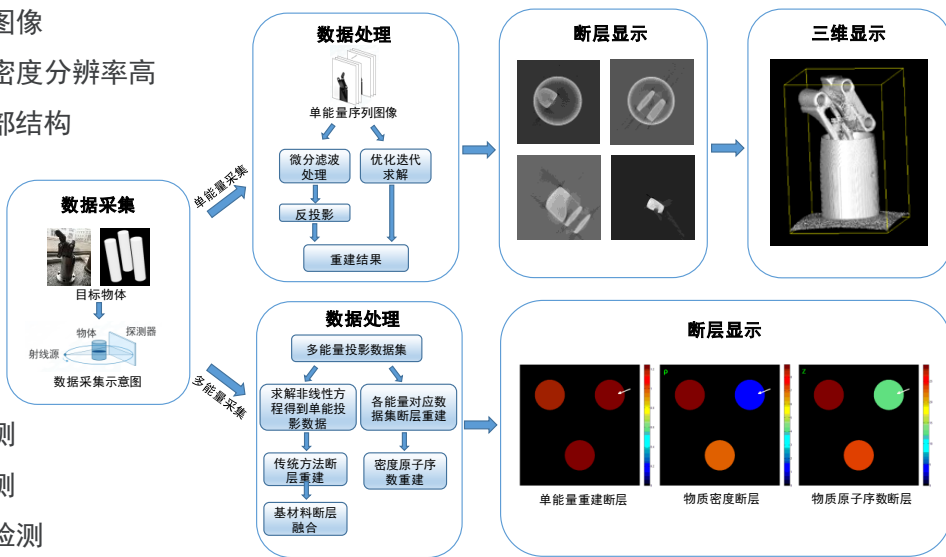 图像
密度分辨率高
部结构
数据采集
目标物体
物体
探测器
射线源
数据采集示意图
单能量采集
多能量采集
数据处理
单能量序列图像
微分滤波
处理
优化迭代
求解
反投影
重建结果
断层显示
三维显示
数据处理
多能量投影数据集
求解非线性方
程得到单能投
影数据
各能量对应数
据集断层重建
传统方法断
层重建
密度原子序
数重建
基材料断层
融合
断层显示
ρ
Z
单能量重建断层
物质密度断层
物质原子序数断层
测
测
检测